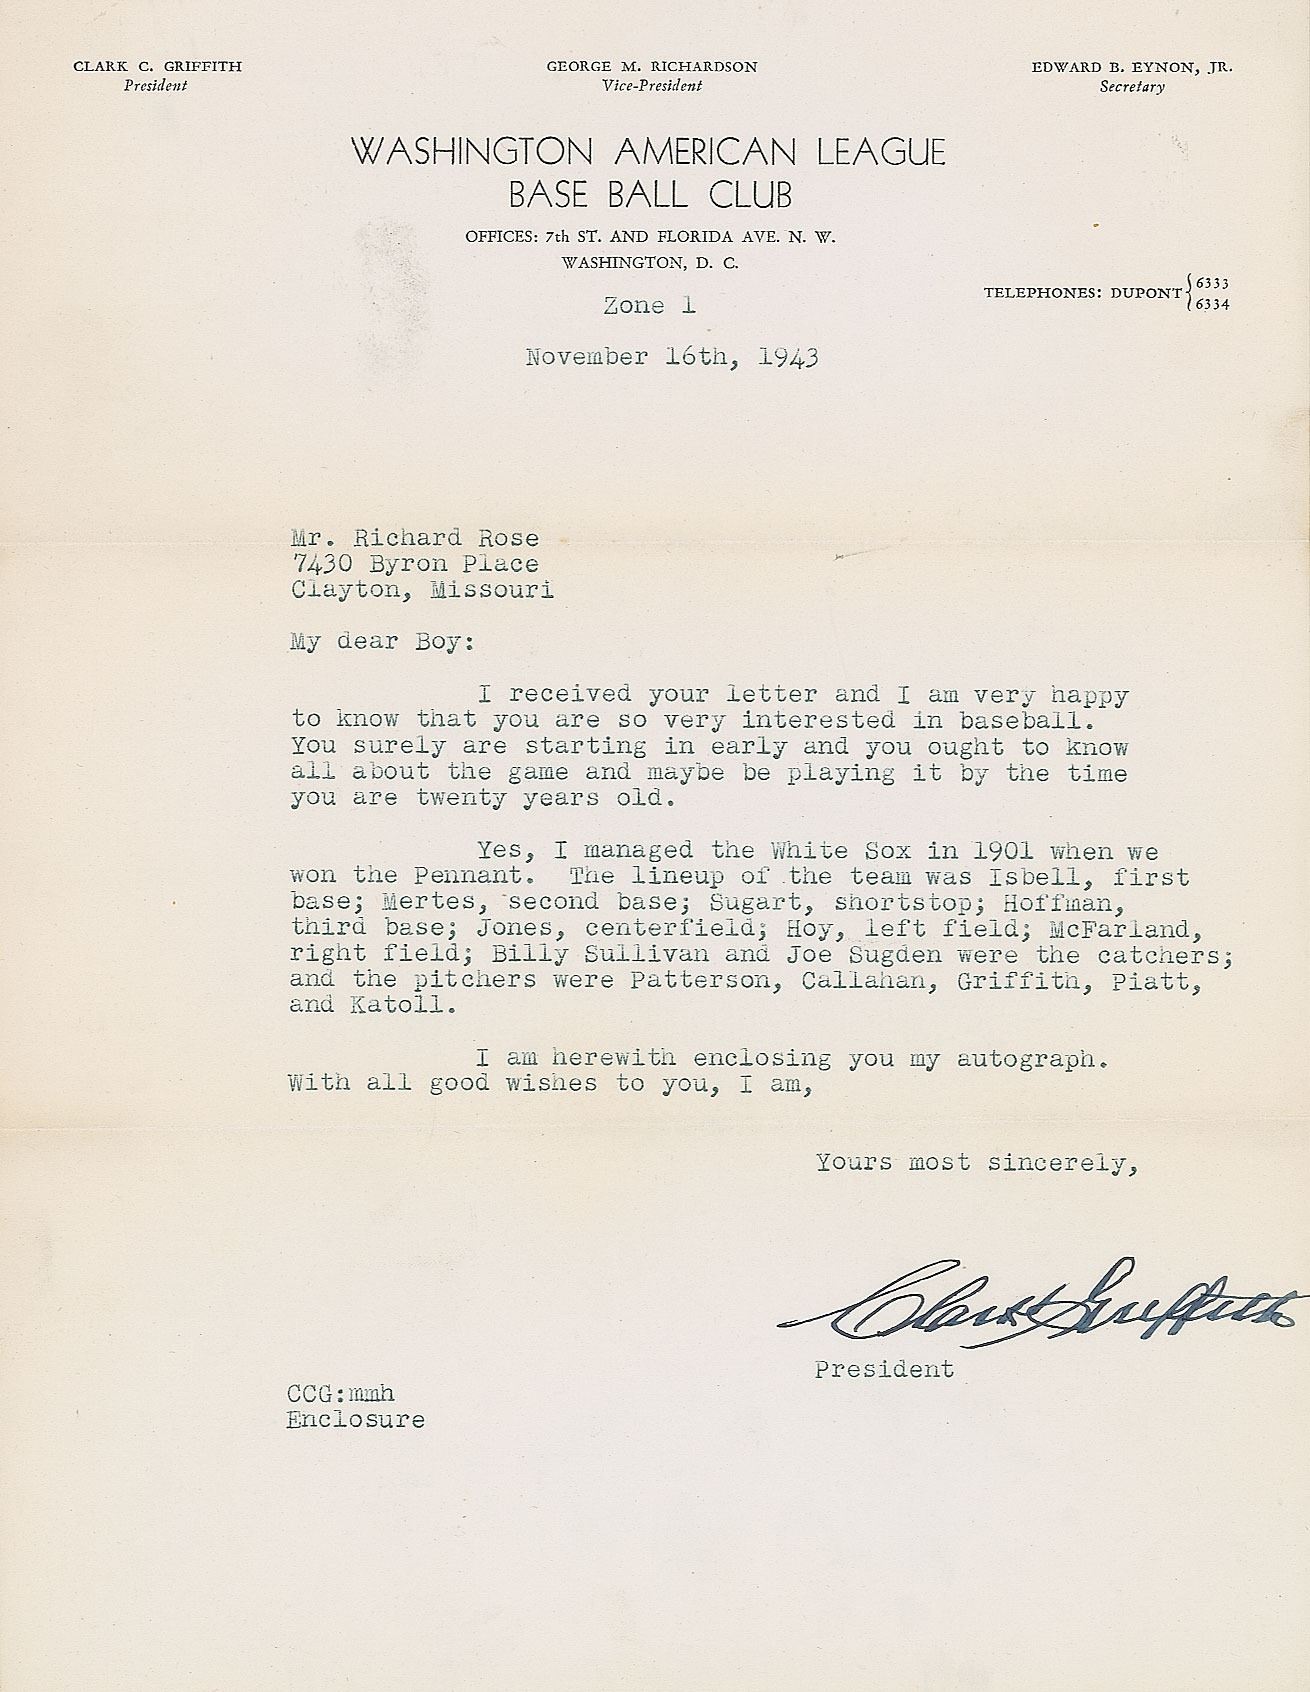 CLARK C. GRIFFITH
President
GEORGE M. RICHARDSON
Vice-President
EDWARD B. EYNON, JR.
Secretary
WASHINGTON AMERICAN LEAGUE
BASE BALL CLUB
OFFICES: 7th ST. AND FLORIDA AVE. N. W.
WASHINGTON, D. C.
TELEPHONES: DUPONT { 6333
6334
Zone 1
November 16th, 1943
Mr. Richard Rose
7430 Byron Place
Clayton, Missouri
My dear Boy:
I received your letter and I am very happy
to know that you are so very interested in baseball.
You surely are starting in early and you ought to know
all about the game and maybe be playing it by the time
you are twenty years old.
Yes, I managed the White Sox in 1901 when we
won the Pennant. The lineup of the team was Isbell, first
base; Mertes, second base; Sugart, shortstop; Hoffman,
third base; Jones, centerfield; Hoy, left field; McFarland,
right field; Billy Sullivan and Joe Sugden were the catchers;
and the pitchers were Patterson, Callahan, Griffith, Piatt,
and Katoll.
I am herewith enclosing you my autograph.
With all good wishes to you, I am,
Yours most sincerely,
Clark Griffith
President
CCG:mmh
Enclosure